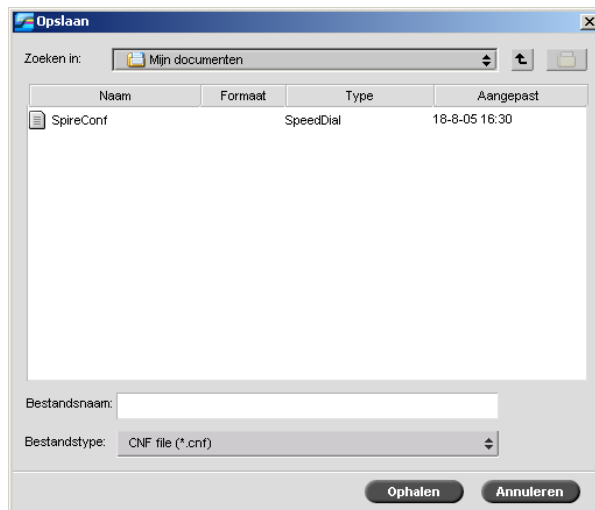 Opslaan
Zoeken in: Mijn documenten
Naam Formaat Type Aangepast
SpireConf SpeedDial 18-8-05 16:30
Bestandsnaam:
Bestandstype: CNF file (*.cnf)
Ophalen Annuleren